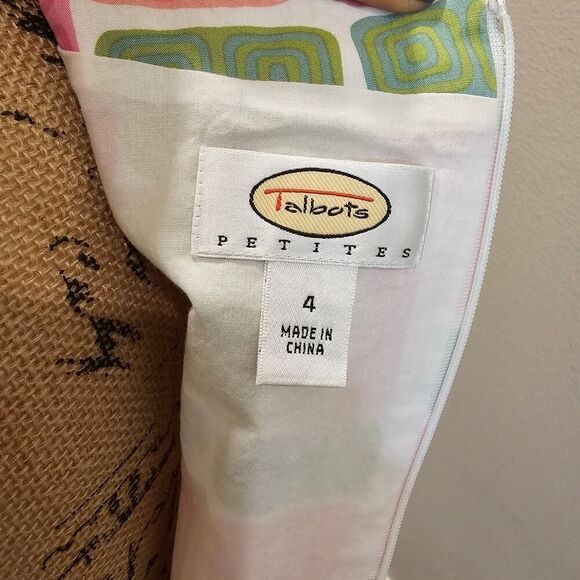 Talbots
PETITES
4
MADE IN
CHINA